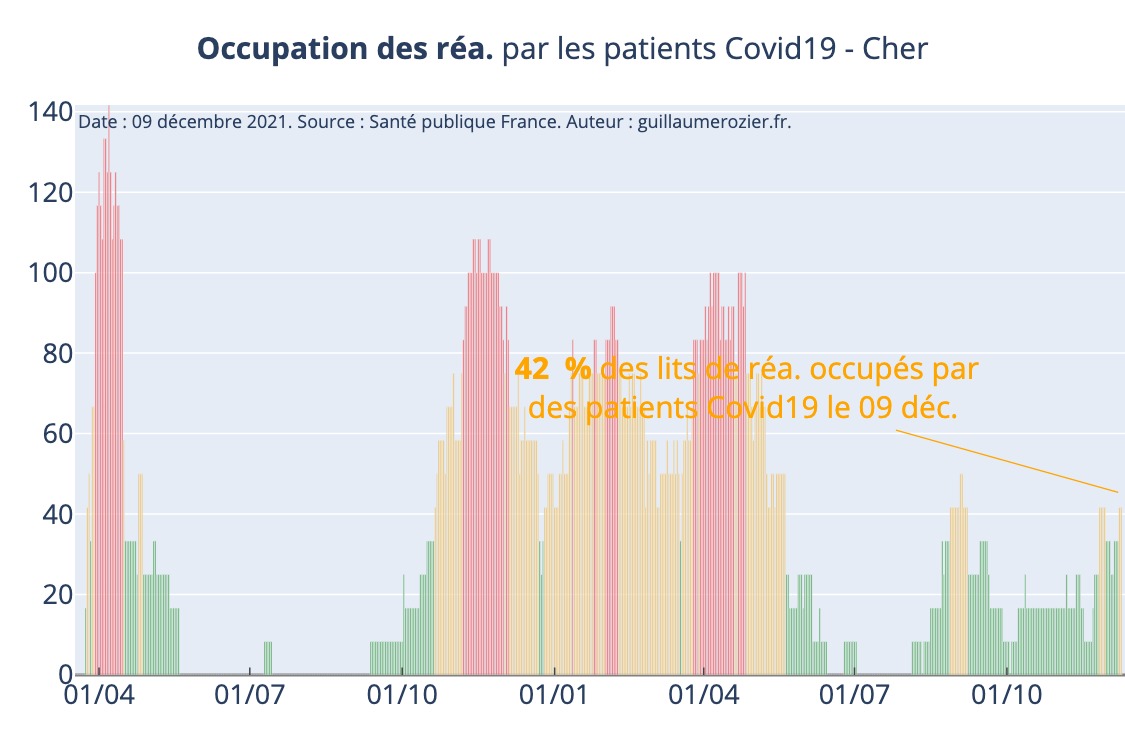 Occupation des réa. par les patients Covid19 - Cher
Date : 09 décembre 2021. Source : Santé publique France. Auteur : guillaumerozier.fr.
140
120
100
80
60
40
20
0
42 % des lits de réa. occupés par
des patients Covid19 le 09 déc.
01/04 01/07 01/10 01/01 01/04 01/07 01/10